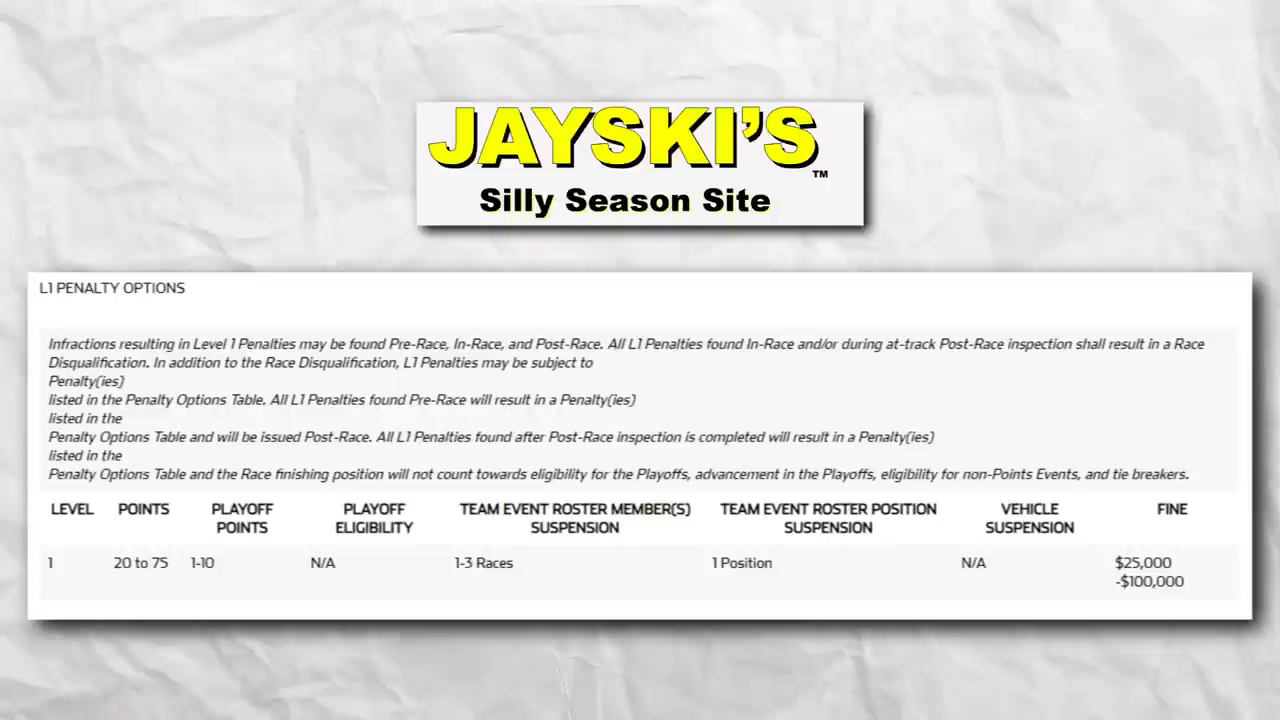 JAYSKI'S
™
Silly Season Site
L1 PENALTY OPTIONS
Infractions resulting in Level 1 Penalties may be found Pre-Race, In-Race, and Post-Race. All L1 Penalties found In-Race and/or during at-track Post-Race inspection shall result in a Race
Disqualification. In addition to the Race Disqualification, L1 Penalties may be subject to
Penalty(ies)
listed in the Penalty Options Table. All L1 Penalties found Pre-Race will result in a Penalty(ies)
listed in the
Penalty Options Table and will be issued Post-Race. All L1 Penalties found after Post-Race inspection is completed will result in a Penalty(ies)
listed in the
Penalty Options Table and the Race finishing position will not count towards eligibility for the Playoffs, advancement in the Playoffs, eligibility for non-Points Events, and tie breakers.
LEVEL POINTS PLAYOFF PLAYOFF TEAM EVENT ROSTER MEMBER(S) TEAM EVENT ROSTER POSITION VEHICLE FINE
POINTS ELIGIBILITY SUSPENSION SUSPENSION SUSPENSION
1 20 to 75 1-10 N/A 1-3 Races 1 Position N/A $25,000
-$100,000